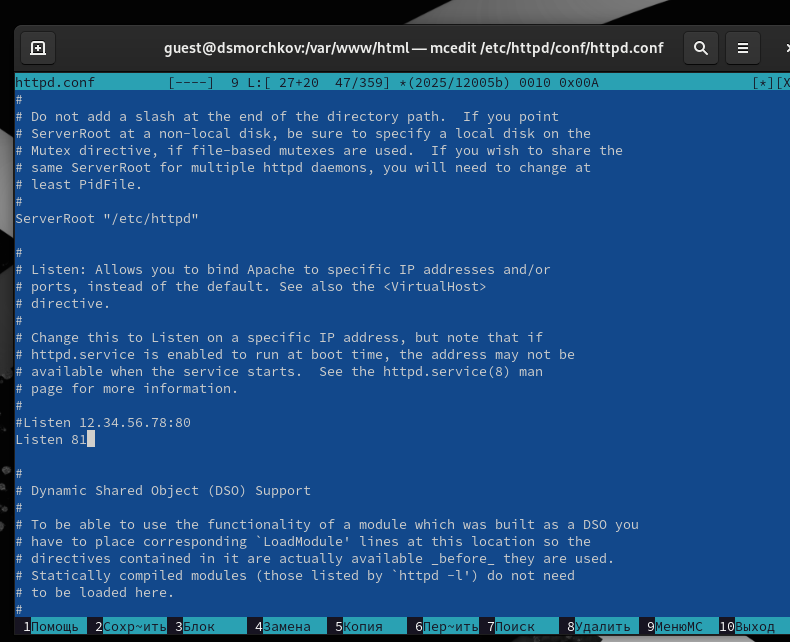 guest@dsmorchkov:/var/www/html — mcedit /etc/httpd/conf/httpd.conf
httpd.conf [----] 9 L:[ 27+20 47/359] *(2025/12005b) 0010 0x00A [*][X
#
# Do not add a slash at the end of the directory path. If you point
# ServerRoot at a non-local disk, be sure to specify a local disk on the
# Mutex directive, if file-based mutexes are used. If you wish to share the
# same ServerRoot for multiple httpd daemons, you will need to change at
# least PidFile.
#
ServerRoot "/etc/httpd"
#
# Listen: Allows you to bind Apache to specific IP addresses and/or
# ports, instead of the default. See also the <VirtualHost>
# directive.
#
# Change this to Listen on a specific IP address, but note that if
# httpd.service is enabled to run at boot time, the address may not be
# available when the service starts. See the httpd.service(8) man
# page for more information.
#
#Listen 12.34.56.78:80
Listen 81
#
# Dynamic Shared Object (DSO) Support
#
# To be able to use the functionality of a module which was built as a DSO you
# have to place corresponding `LoadModule' lines at this location so the
# directives contained in it are actually available _before_ they are used.
# Statically compiled modules (those listed by `httpd -l') do not need
# to be loaded here.
#
1Помощь 2Сохр~ить 3Блок 4Замена 5Копия 6Пер~ить 7Поиск 8Удалить 9МенюMC 10Выход